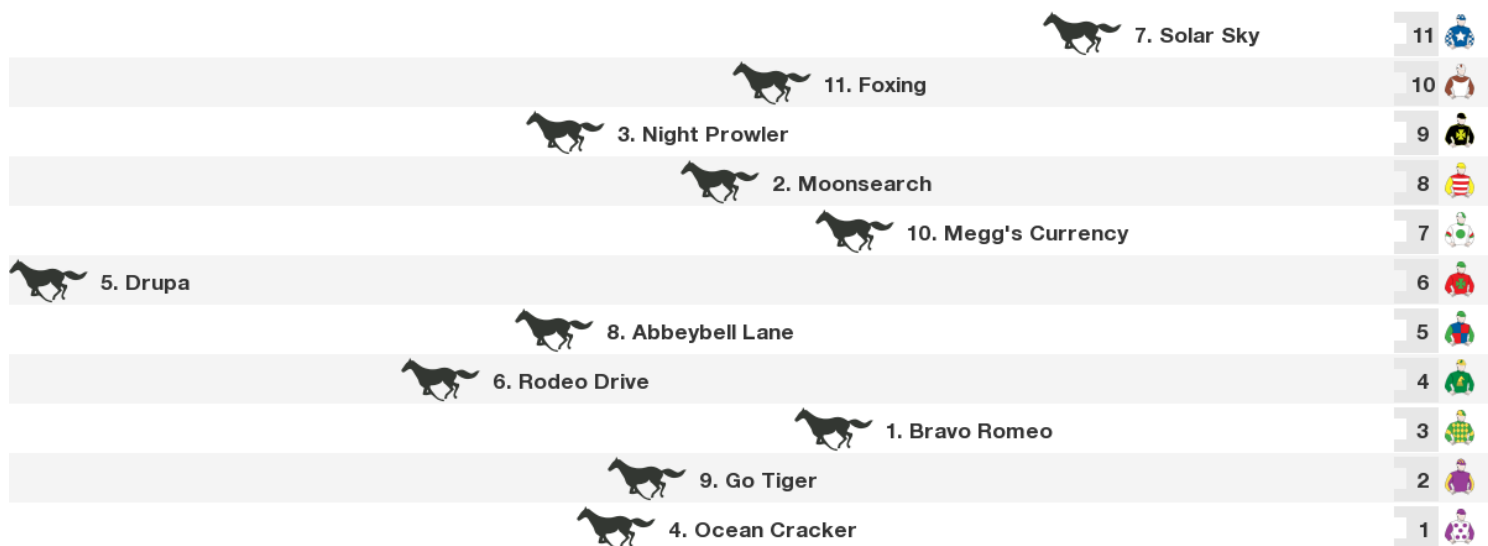 7. Solar Sky 11
11. Foxing 10
3. Night Prowler 9
2. Moonsearch 8
10. Megg's Currency 7
5. Drupa 6
8. Abbeybell Lane 5
6. Rodeo Drive 4
1. Bravo Romeo 3
9. Go Tiger 2
4. Ocean Cracker 1